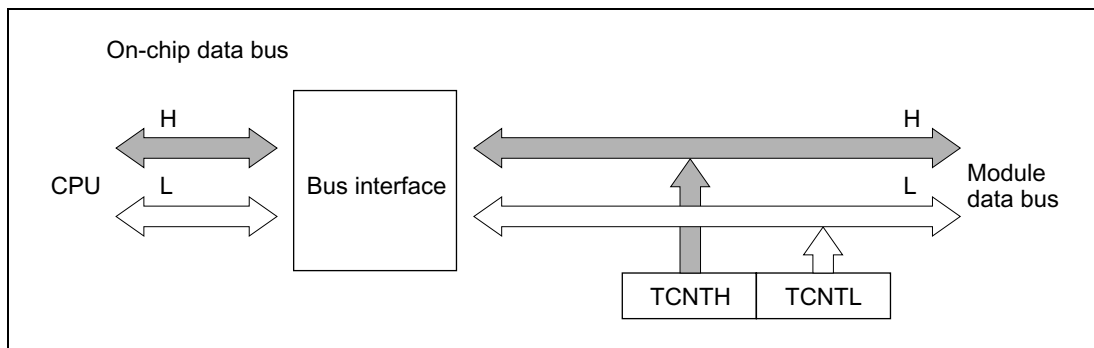 On-chip data bus
H
H
CPU
L
Bus interface
L
Module
data bus
TCNTH
TCNTL